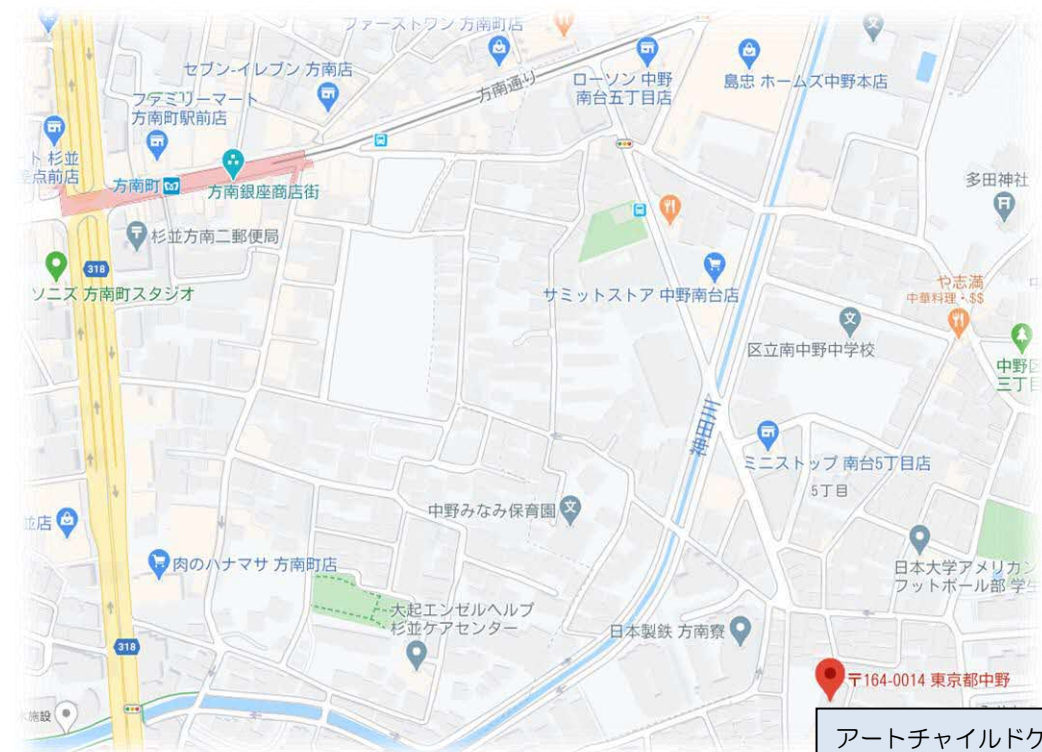 ファーストワン 方南町店
セブン-イレブン 方南店
方南通り
ローソン 中野
南台五丁目店
島忠 ホームズ中野本店
ファミリーマート
方南町駅前店
ト 杉並
点前店
方南町
方南銀座商店街
多田神社
杉並方南二郵便局
318
ソニズ 方南町スタジオ
サミットストア 中野南台店
や志満
中華料理・$$
区立南中野中学校
中野区
三丁目
神田川
ミニストップ 南台5丁目店
5丁目
中野みなみ保育園
並店
日本大学アメリカン
フットボール部 学生
肉のハナマサ 方南町店
大起エンゼルヘルプ
杉並ケアセンター
日本製鉄 方南寮
318
〒164-0014 東京都中野
施設
アートチャイルドケ